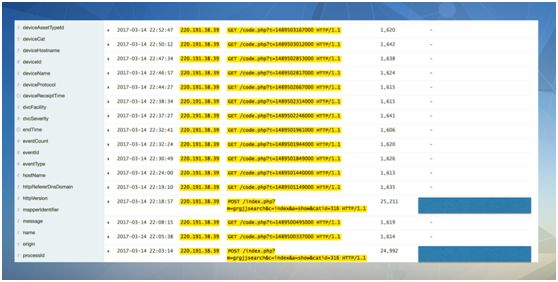 deviceAssetTypeId
deviceCat
deviceHostname
deviceId
deviceName
deviceProtocol
deviceReceiptTime
dvcFacility
dvcSeverity
endTime
eventCount
eventId
eventType
hostName
httpRefererDnsDomain
httpVersion
mapperIdentifier
message
name
origin
processId
2017-03-14 22:52:47 220.191.38.39 GET /code.php?t=1489503167000 HTTP/1.1 1,620 -
2017-03-14 22:50:12 220.191.38.39 GET /code.php?t=1489503012000 HTTP/1.1 1,642 -
2017-03-14 22:47:34 220.191.38.39 GET /code.php?t=1489502853000 HTTP/1.1 1,638 -
2017-03-14 22:46:57 220.191.38.39 GET /code.php?t=1489502817000 HTTP/1.1 1,624 -
2017-03-14 22:44:27 220.191.38.39 GET /code.php?t=1489502667000 HTTP/1.1 1,615 -
2017-03-14 22:38:34 220.191.38.39 GET /code.php?t=1489502314000 HTTP/1.1 1,615 -
2017-03-14 22:37:27 220.191.38.39 GET /code.php?t=1489502246000 HTTP/1.1 1,641 -
2017-03-14 22:32:41 220.191.38.39 GET /code.php?t=1489501961000 HTTP/1.1 1,606 -
2017-03-14 22:32:24 220.191.38.39 GET /code.php?t=1489501944000 HTTP/1.1 1,620 -
2017-03-14 22:30:49 220.191.38.39 GET /code.php?t=1489501849000 HTTP/1.1 1,626 -
2017-03-14 22:24:00 220.191.38.39 GET /code.php?t=1489501440000 HTTP/1.1 1,613 -
2017-03-14 22:19:10 220.191.38.39 GET /code.php?t=1489501149000 HTTP/1.1 1,635 -
2017-03-14 22:18:57 220.191.38.39 POST /index.php? 25,211
m=grgjjsearch&c=index&a=show&catid=316 HTTP/1.1
2017-03-14 22:08:15 220.191.38.39 GET /code.php?t=1489500495000 HTTP/1.1 1,619 -
2017-03-14 22:05:38 220.191.38.39 GET /code.php?t=1489500337000 HTTP/1.1 1,614 -
2017-03-14 22:03:14 220.191.38.39 POST /index.php? 24,992
m=grgjjsearch&c=index&a=show&catid=316 HTTP/1.1